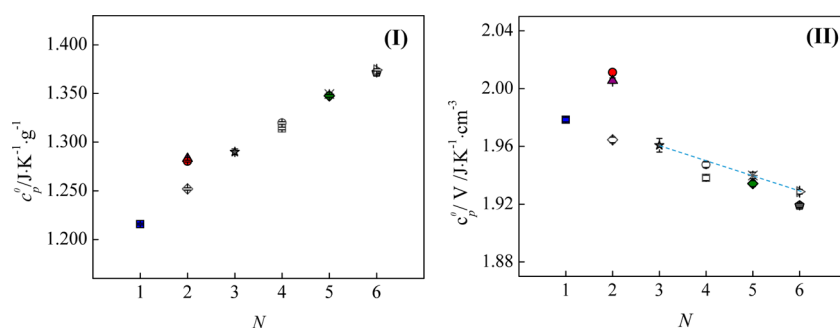 (I)
1.400
1.350
1.300
1.250
1.200
c_p^0/J·K⁻¹·g⁻¹
1 2 3 4 5 6
N
(II)
2.04
2.00
1.96
1.92
1.88
c_p^0/ V /J·K⁻¹·cm⁻³
1 2 3 4 5 6
N